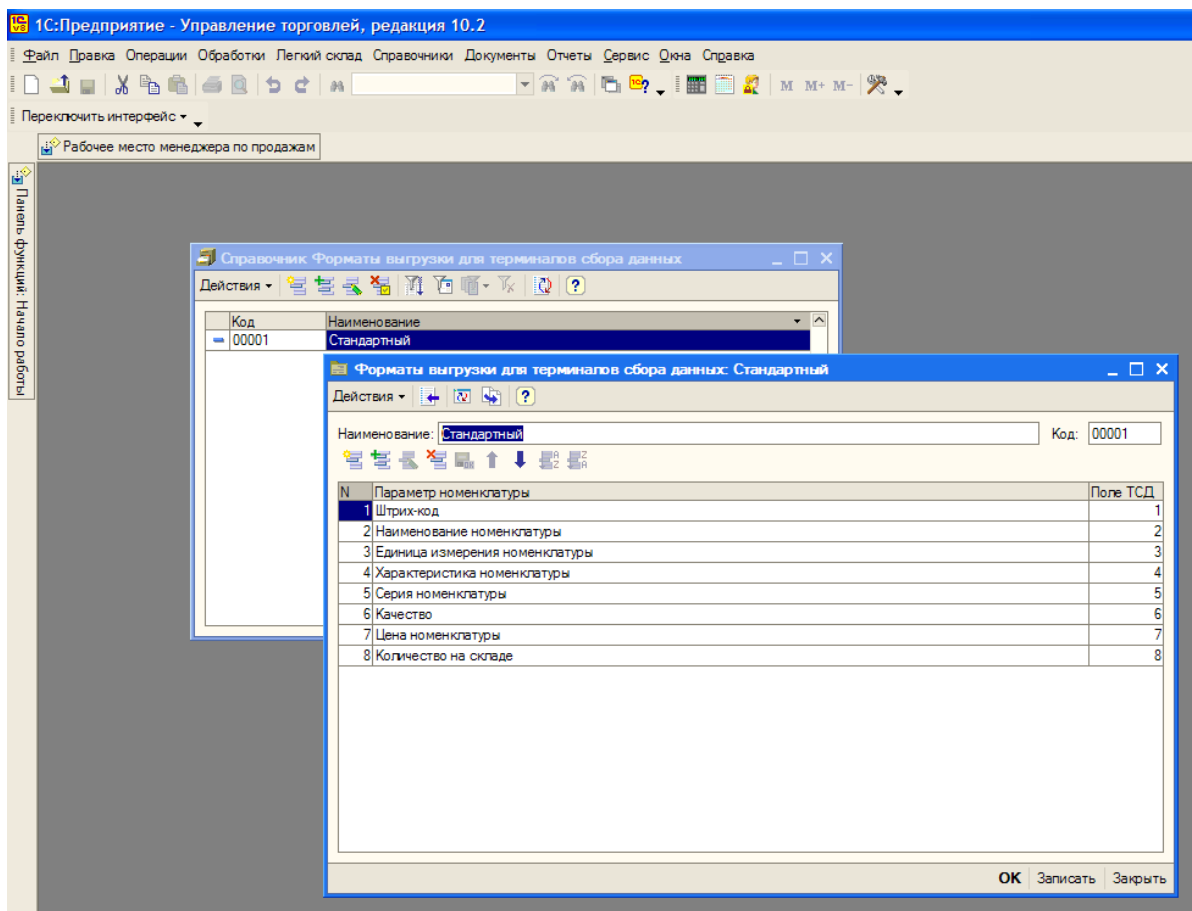 1С:Предприятие - Управление торговлей, редакция 10.2
Файл Правка Операции Обработки Легкий склад Справочники Документы Отчеты Сервис Окна Справка
M M+ M-
Переключить интерфейс
Рабочее место менеджера по продажам
Панель функций: Начало работы
Справочник Форматы выгрузки для терминалов сбора данных
Действия
Код Наименование
00001 Стандартный
Форматы выгрузки для терминалов сбора данных: Стандартный
Действия
Наименование: Стандартный Код: 00001
N Параметр номенклатуры Поле ТСД
1 Штрих-код 1
2 Наименование номенклатуры 2
3 Единица измерения номенклатуры 3
4 Характеристика номенклатуры 4
5 Серия номенклатуры 5
6 Качество 6
7 Цена номенклатуры 7
8 Количество на складе 8
OK Записать Закрыть